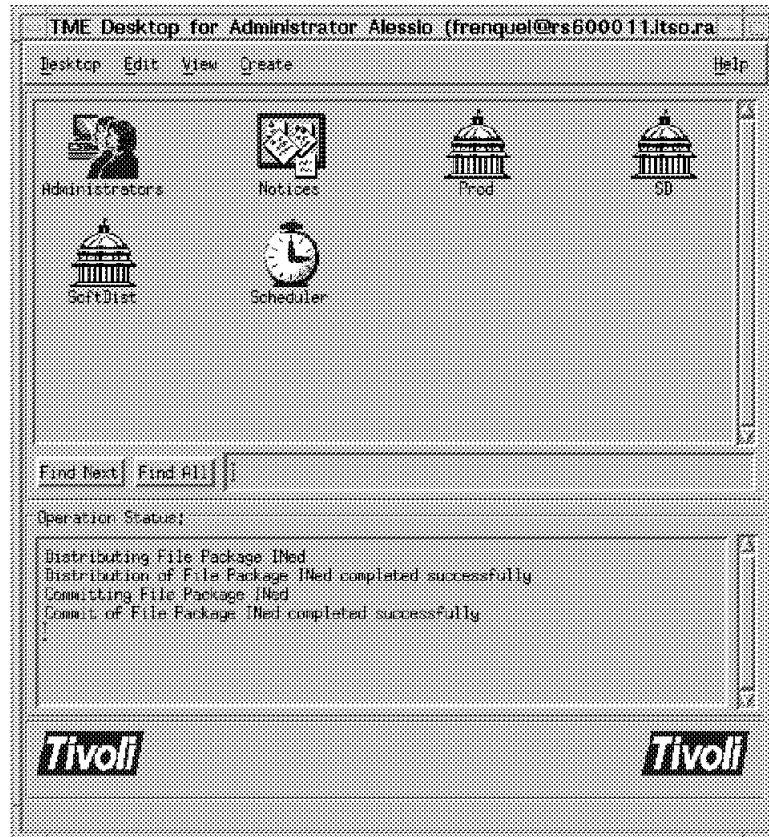 TME Desktop for Administrator Alessio (frenquel@rs600011.itso.ra
Desktop Edit View Create Help
Administrators Notices Prod SD
SoftDist Scheduler
Find Next Find All
Operation Status:
Distributing File Package INed
Distribution of File Package INed completed successfully
Committing File Package INed
Commit of File Package INed completed successfully
Tivoli Tivoli